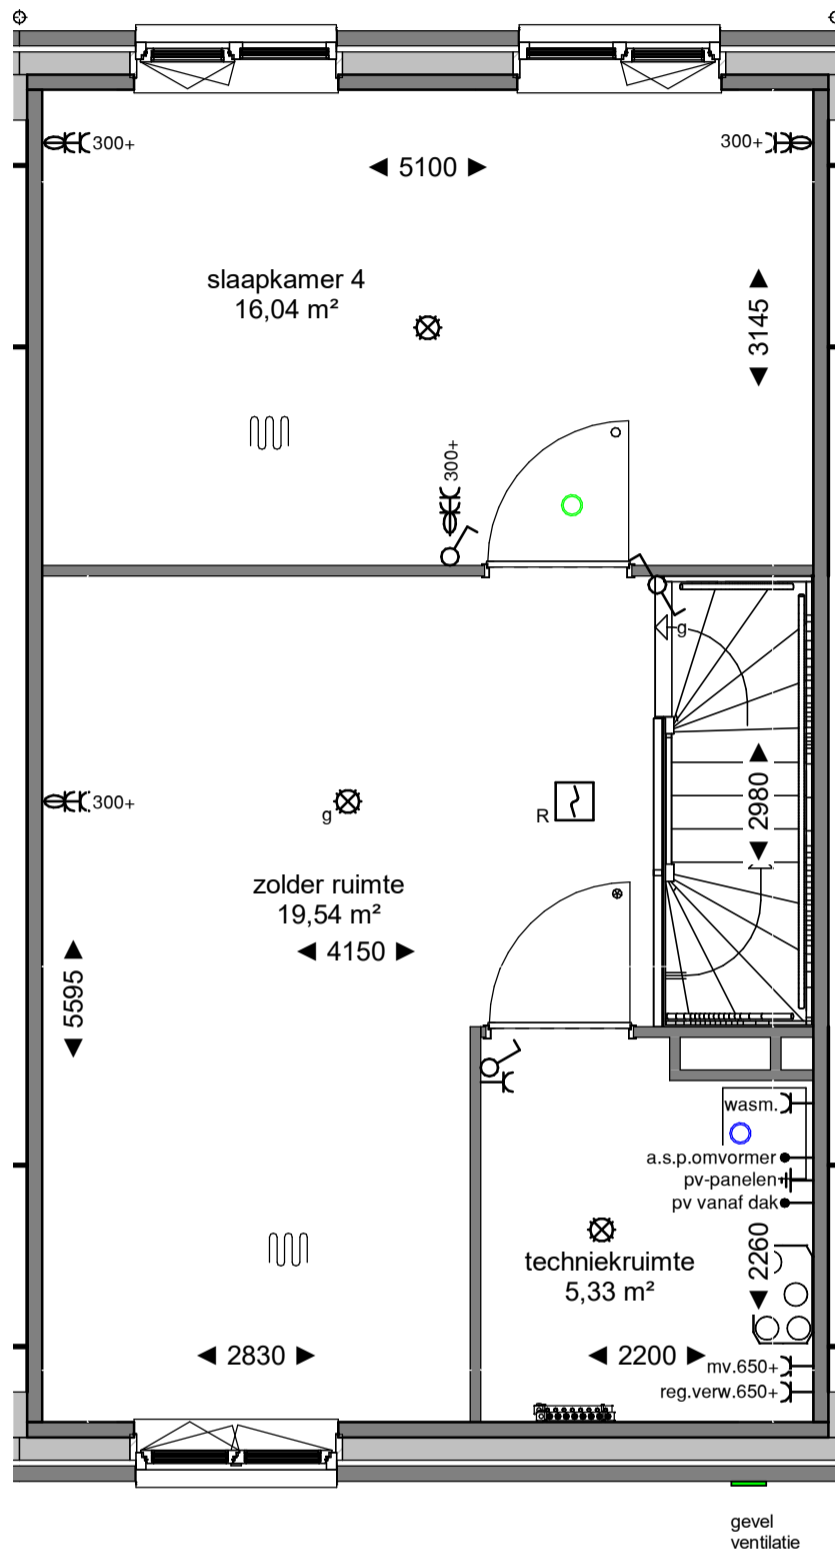 300+
300+
5100
slaapkamer 4
16,04 m²
3145
300+
g
2980
300+
g
R
zolder ruimte
19,54 m²
4150
5595
wasm.
a.s.p.omvormer
pv-panelen
pv vanaf dak
techniekruimte
5,33 m²
2260
2830
2200
mv.650+
reg.verw.650+
gevel
ventilatie